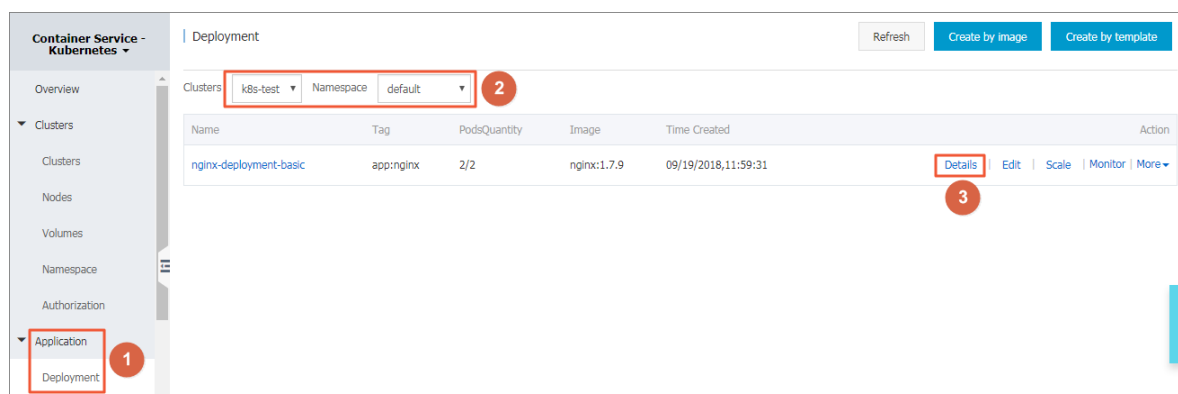 Container Service -
Kubernetes
Overview
Clusters
Clusters
Nodes
Volumes
Namespace
Authorization
Application
Deployment
1
Deployment
Refresh
Create by image
Create by template
Clusters k8s-test Namespace default 2
Name Tag PodsQuantity Image Time Created Action
nginx-deployment-basic app:nginx 2/2 nginx:1.7.9 09/19/2018,11:59:31 Details | Edit | Scale | Monitor | More
3